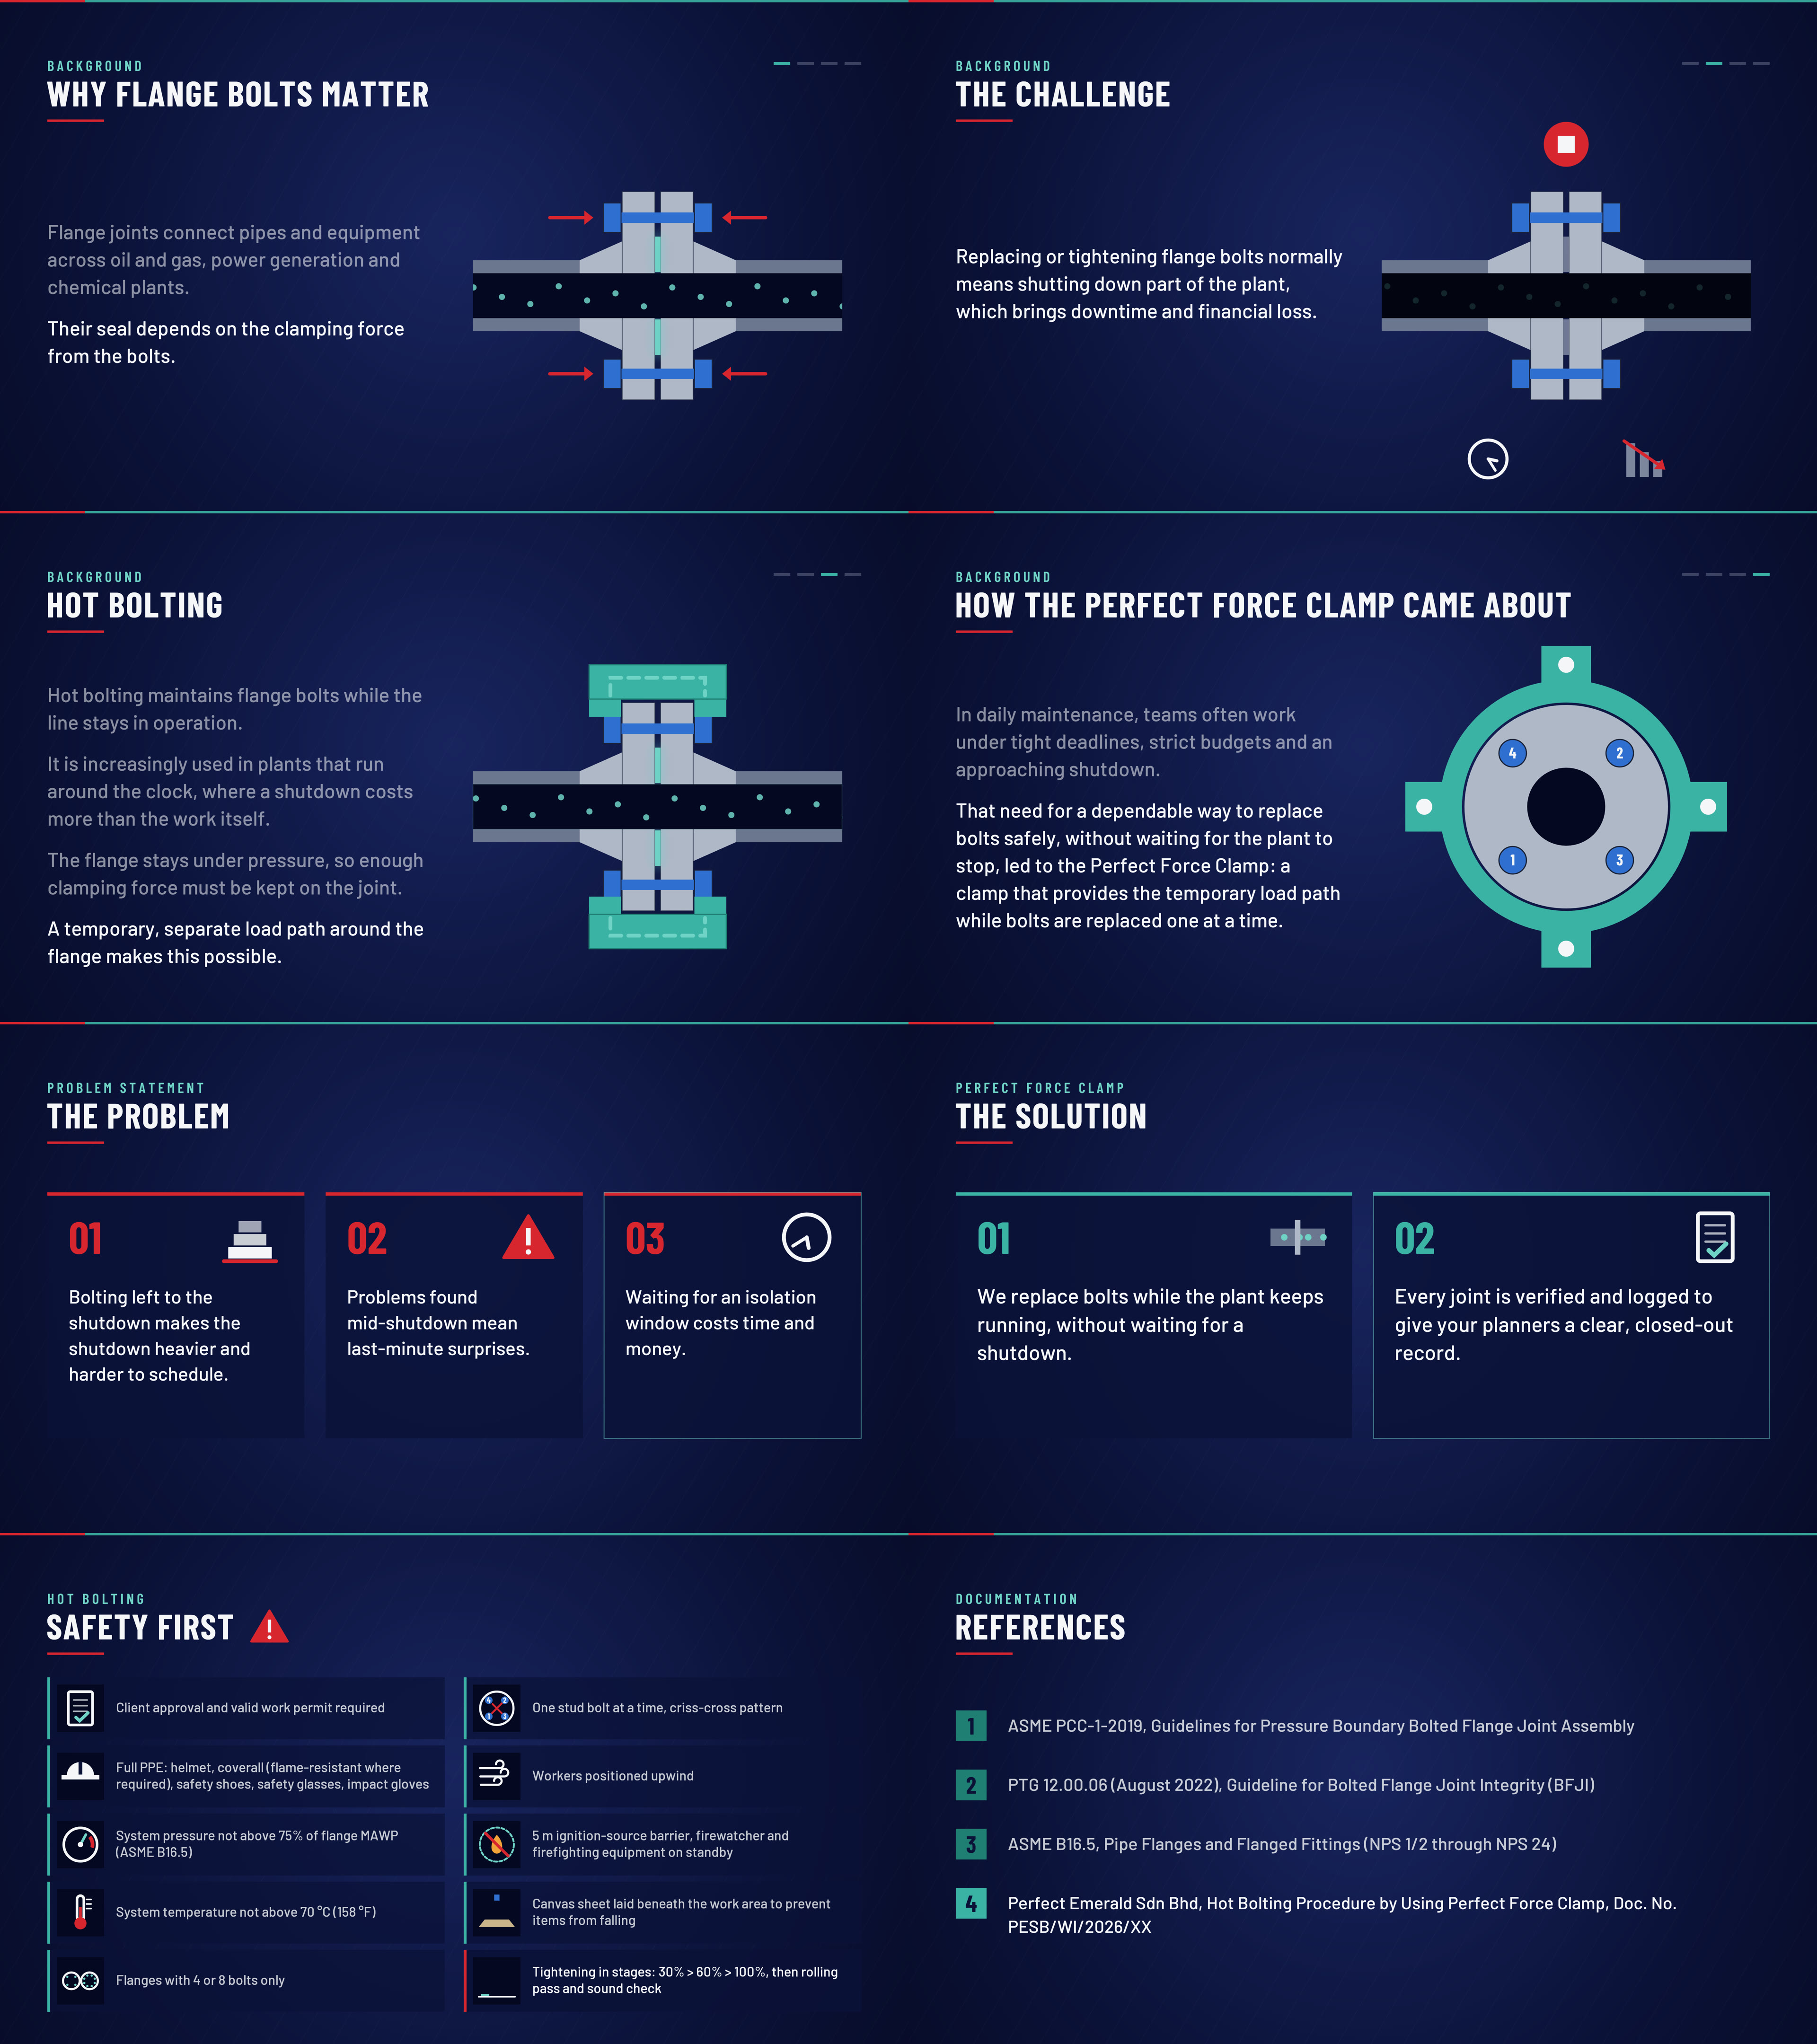 BACKGROUND
WHY FLANGE BOLTS MATTER
Flange joints connect pipes and equipment
across oil and gas, power generation and
chemical plants.
Their seal depends on the clamping force
from the bolts.
BACKGROUND
THE CHALLENGE
Replacing or tightening flange bolts normally
means shutting down part of the plant,
which brings downtime and financial loss.
BACKGROUND
HOT BOLTING
Hot bolting maintains flange bolts while the
line stays in operation.
It is increasingly used in plants that run
around the clock, where a shutdown costs
more than the work itself.
The flange stays under pressure, so enough
clamping force must be kept on the joint.
A temporary, separate load path around the
flange makes this possible.
BACKGROUND
HOW THE PERFECT FORCE CLAMP CAME ABOUT
In daily maintenance, teams often work
under tight deadlines, strict budgets and an
approaching shutdown.
That need for a dependable way to replace
bolts safely, without waiting for the plant to
stop, led to the Perfect Force Clamp: a
clamp that provides the temporary load path
while bolts are replaced one at a time.
4 2
1 3
PROBLEM STATEMENT
THE PROBLEM
01
Bolting left to the
shutdown makes the
shutdown heavier and
harder to schedule.
02
Problems found
mid-shutdown mean
last-minute surprises.
03
Waiting for an isolation
window costs time and
money.
PERFECT FORCE CLAMP
THE SOLUTION
01
We replace bolts while the plant keeps
running, without waiting for a
shutdown.
02
Every joint is verified and logged to
give your planners a clear, closed-out
record.
HOT BOLTING
SAFETY FIRST
Client approval and valid work permit required
Full PPE: helmet, coverall (flame-resistant where
required), safety shoes, safety glasses, impact gloves
System pressure not above 75% of flange MAWP
(ASME B16.5)
System temperature not above 70 °C (158 °F)
Flanges with 4 or 8 bolts only
4 2
1 3
One stud bolt at a time, criss-cross pattern
Workers positioned upwind
5 m ignition-source barrier, firewatcher and
firefighting equipment on standby
Canvas sheet laid beneath the work area to prevent
items from falling
Tightening in stages: 30% > 60% > 100%, then rolling
pass and sound check
DOCUMENTATION
REFERENCES
1 ASME PCC-1-2019, Guidelines for Pressure Boundary Bolted Flange Joint Assembly
2 PTG 12.00.06 (August 2022), Guideline for Bolted Flange Joint Integrity (BFJI)
3 ASME B16.5, Pipe Flanges and Flanged Fittings (NPS 1/2 through NPS 24)
4 Perfect Emerald Sdn Bhd, Hot Bolting Procedure by Using Perfect Force Clamp, Doc. No.
PESB/WI/2026/XX